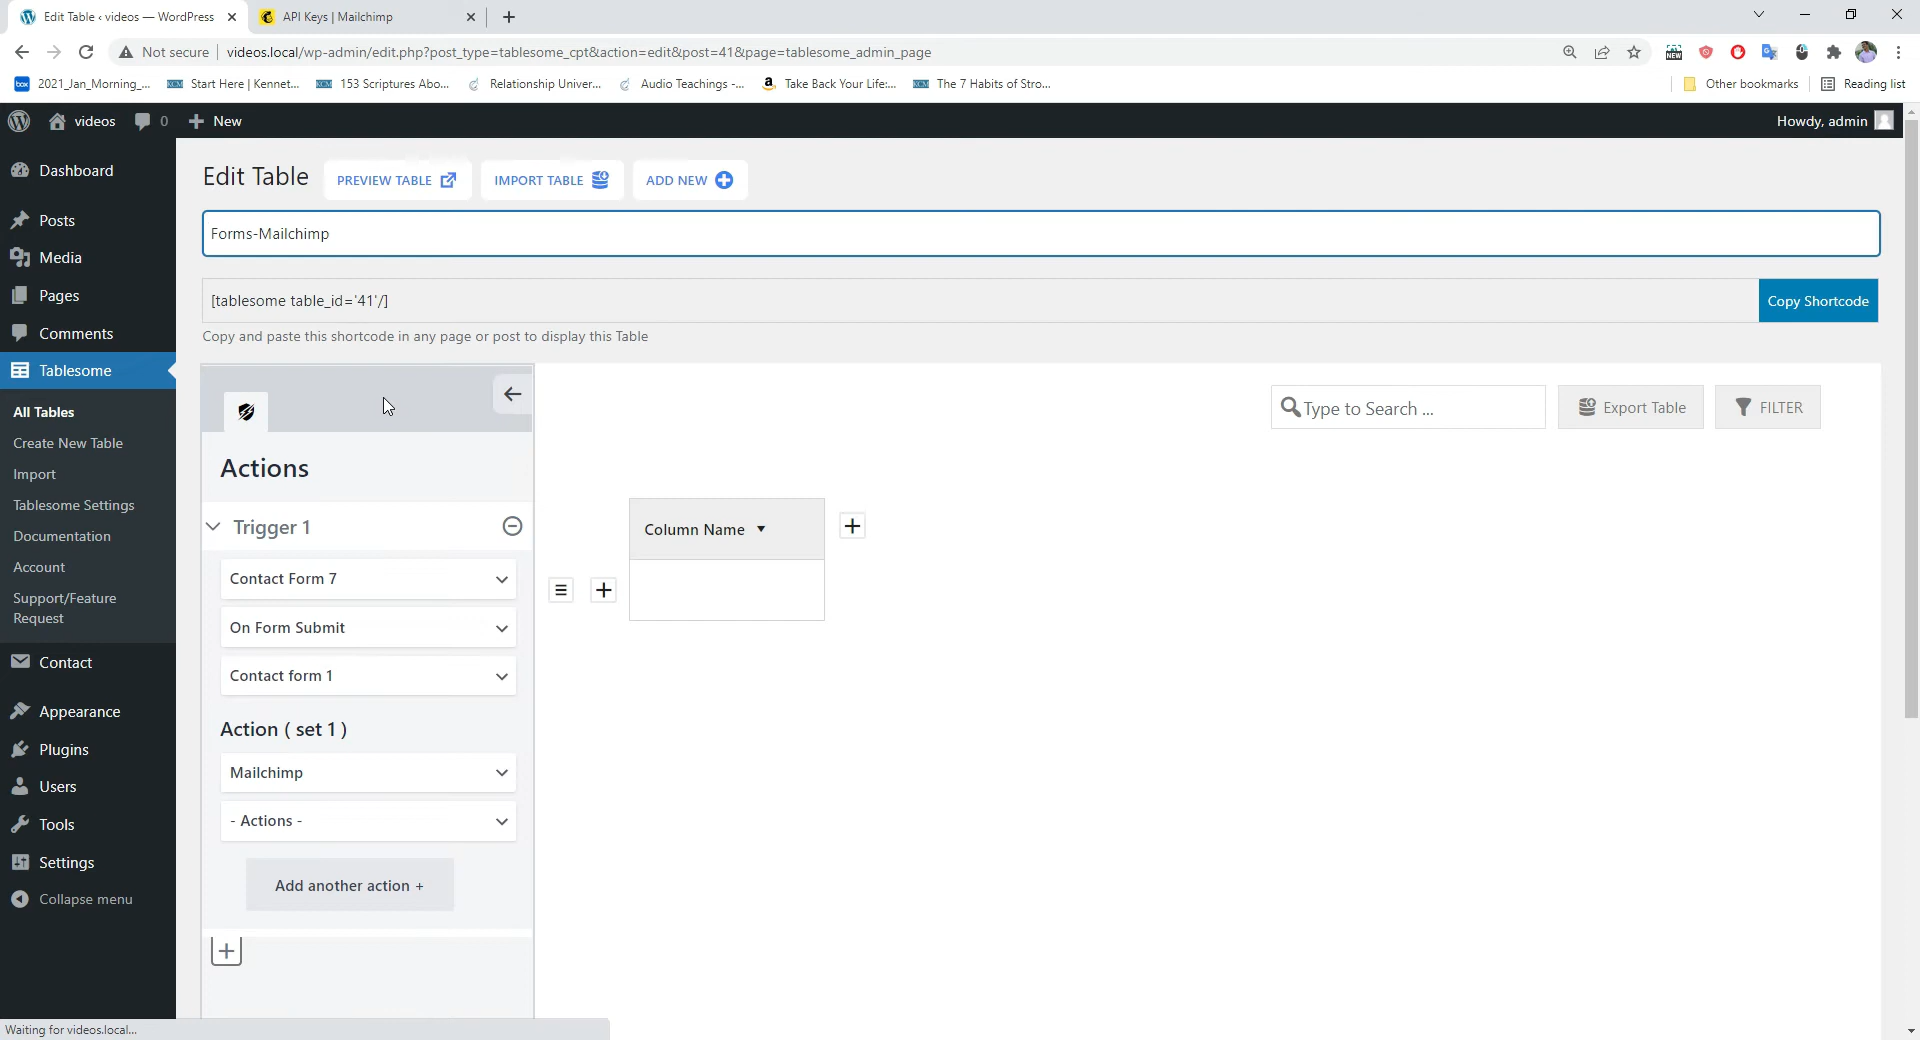 Edit Table ‹ videos — WordPress
API Keys | Mailchimp
Not secure
videos.local/wp-admin/edit.php?post_type=tablesome_cpt&action=edit&post=41&page=tablesome_admin_page
2021_Jan_Morning_...
Start Here | Kennet...
153 Scriptures Abo...
Relationship Univer...
Audio Teachings -...
Take Back Your Life:...
The 7 Habits of Stro...
Other bookmarks
Reading list
videos
0
New
Howdy, admin
Dashboard
Posts
Media
Pages
Comments
Tablesome
All Tables
Create New Table
Import
Tablesome Settings
Documentation
Account
Support/Feature
Request
Contact
Appearance
Plugins
Users
Tools
Settings
Collapse menu
Edit Table
PREVIEW TABLE
IMPORT TABLE
ADD NEW
Forms-Mailchimp
[tablesome table_id='41'/]
Copy Shortcode
Copy and paste this shortcode in any page or post to display this Table
Type to Search ...
Export Table
FILTER
Actions
Trigger 1
Contact Form 7
On Form Submit
Contact form 1
Action ( set 1 )
Mailchimp
- Actions -
Add another action +
Column Name
Waiting for videos.local...